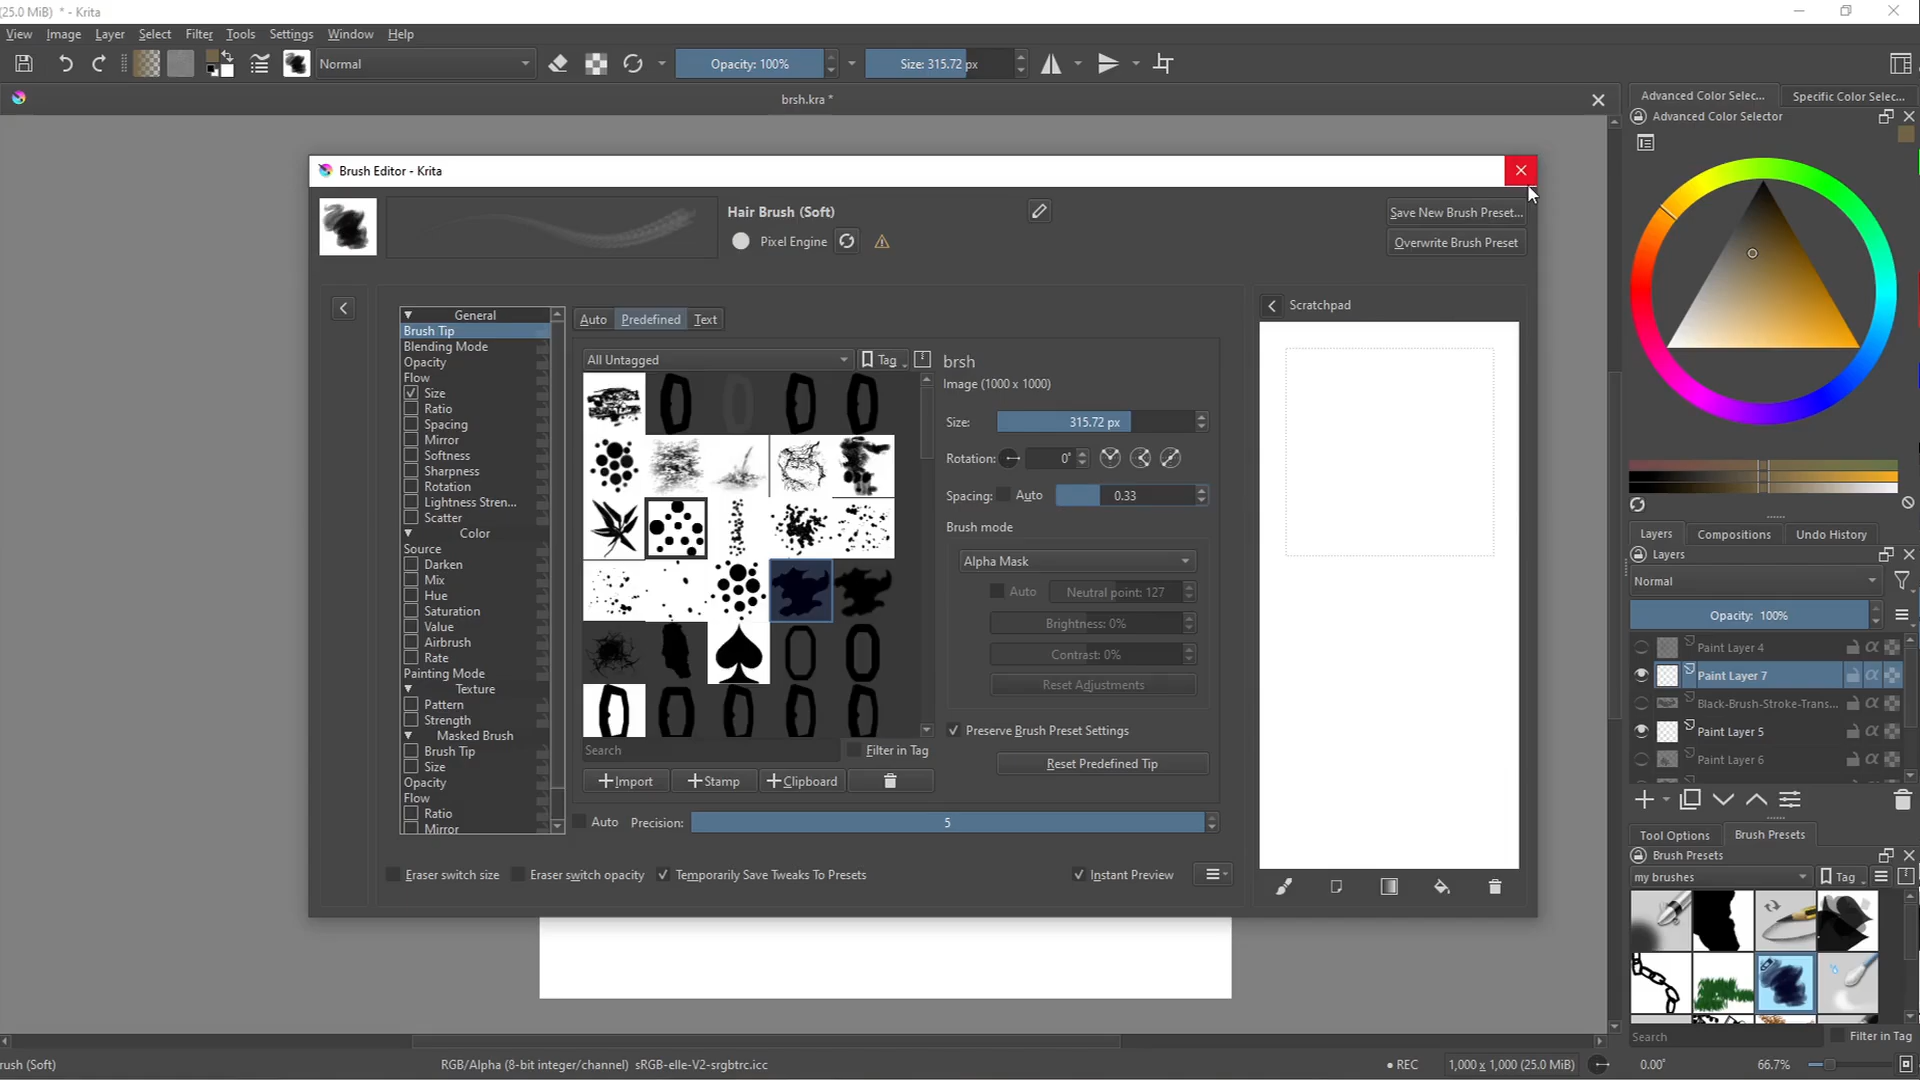 (25.0 MiB)  * - Krita
View Image Layer Select Filter Tools Settings Window Help
Normal Opacity: 100% Size: 315.72 px
brsh.kra *
Advanced Color Selec... Specific Color Selec...
Advanced Color Selector
Brush Editor - Krita
Hair Brush (Soft)
Pixel Engine
Save New Brush Preset...
Overwrite Brush Preset
General
Brush Tip
Blending Mode
Opacity
Flow
Size
Ratio
Spacing
Mirror
Softness
Sharpness
Rotation
Lightness Stren...
Scatter
Color
Source
Darken
Mix
Hue
Saturation
Value
Airbrush
Rate
Painting Mode
Texture
Pattern
Strength
Masked Brush
Brush Tip
Size
Opacity
Flow
Ratio
Mirror
Auto Predefined Text
All Untagged Tag
Search Filter in Tag
Import Stamp Clipboard
Auto Precision: 5
brsh
Image (1000 x 1000)
Size: 315.72 px
Rotation: 0°
Spacing: Auto 0.33
Brush mode
Alpha Mask
Auto Neutral point: 127
Brightness: 0%
Contrast: 0%
Reset Adjustments
Preserve Brush Preset Settings
Reset Predefined Tip
Eraser switch size Eraser switch opacity Temporarily Save Tweaks To Presets Instant Preview
Scratchpad
Layers Compositions Undo History
Layers
Normal
Opacity: 100%
Paint Layer 4
Paint Layer 7
Black-Brush-Stroke-Trans...
Paint Layer 5
Paint Layer 6
Tool Options Brush Presets
Brush Presets
my brushes Tag
Search Filter in Tag
rush (Soft) RGB/Alpha (8-bit integer/channel) sRGB-elle-V2-srgbtrc.icc REC 1,000 x 1,000 (25.0 MiB) 0.00° 66.7%